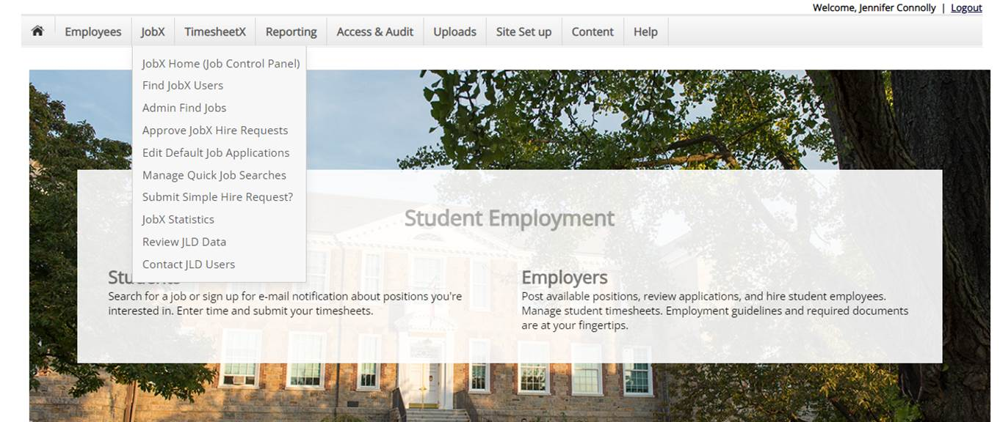 Welcome, Jennifer Connolly | Logout
Employees JobX TimesheetX Reporting Access & Audit Uploads Site Set up Content Help
JobX Home (Job Control Panel)
Find JobX Users
Admin Find Jobs
Approve JobX Hire Requests
Edit Default Job Applications
Manage Quick Job Searches
Submit Simple Hire Request?
JobX Statistics
Review JLD Data
Contact JLD Users
Student Employment
Students
Search for a job or sign up for e-mail notification about positions you're
interested in. Enter time and submit your timesheets.
Employers
Post available positions, review applications, and hire student employees.
Manage student timesheets. Employment guidelines and required documents
are at your fingertips.